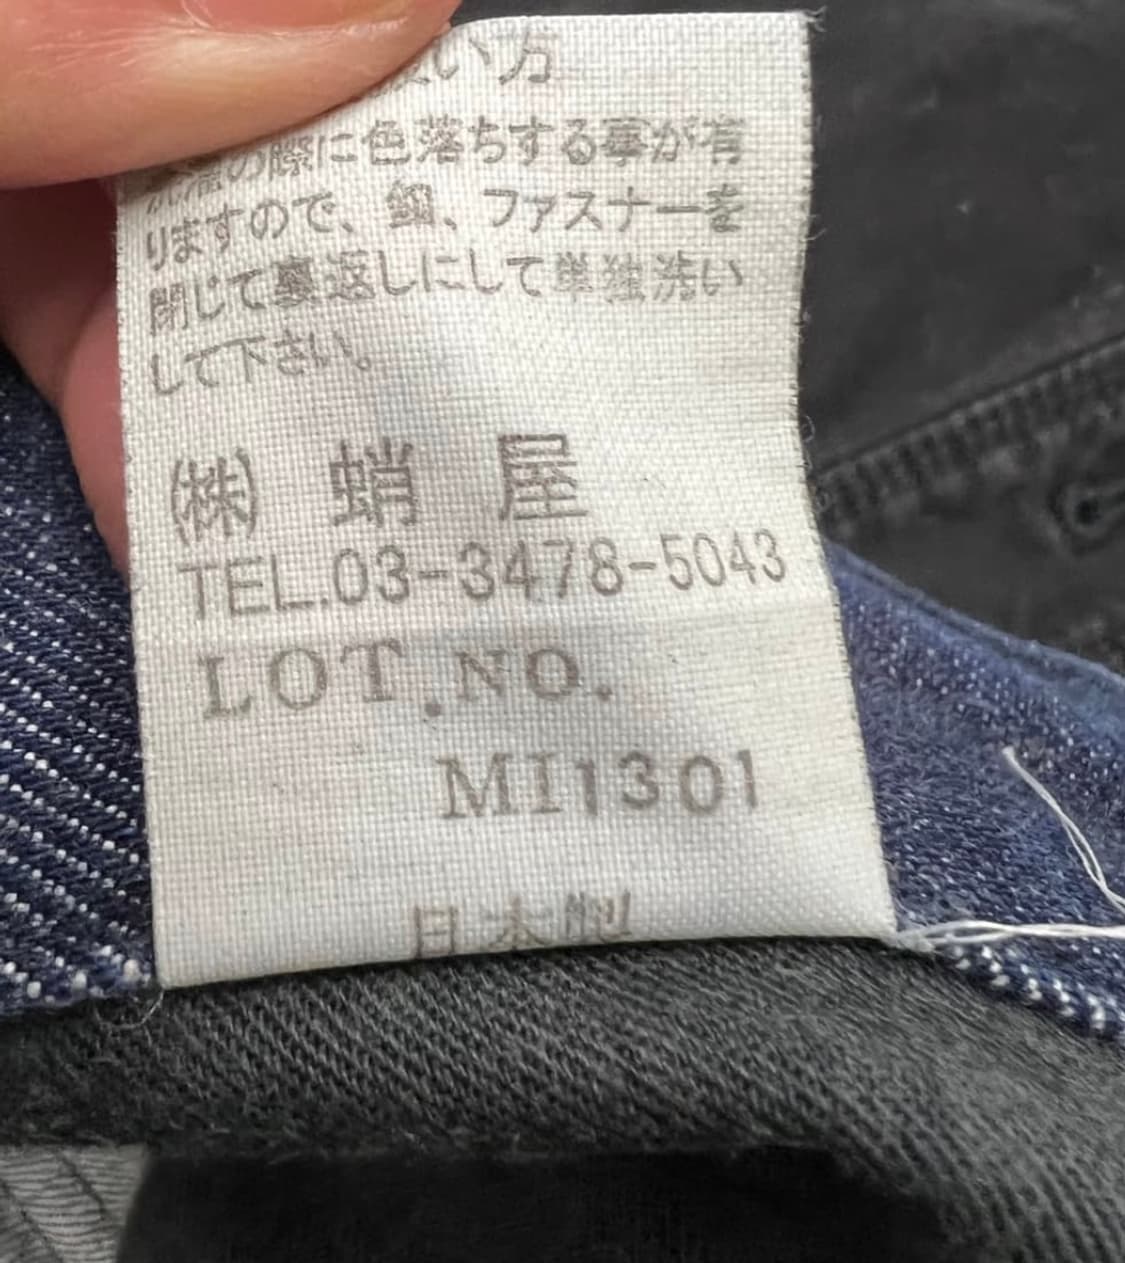 い方
の際に色落ちする事が有
りますので、釦、ファスナーを
閉じて裏返しにして単独洗い
して下さい。
㈱ 蛸 屋
TEL.03-3478-5043
LOT.NO.
MI1301
日本製